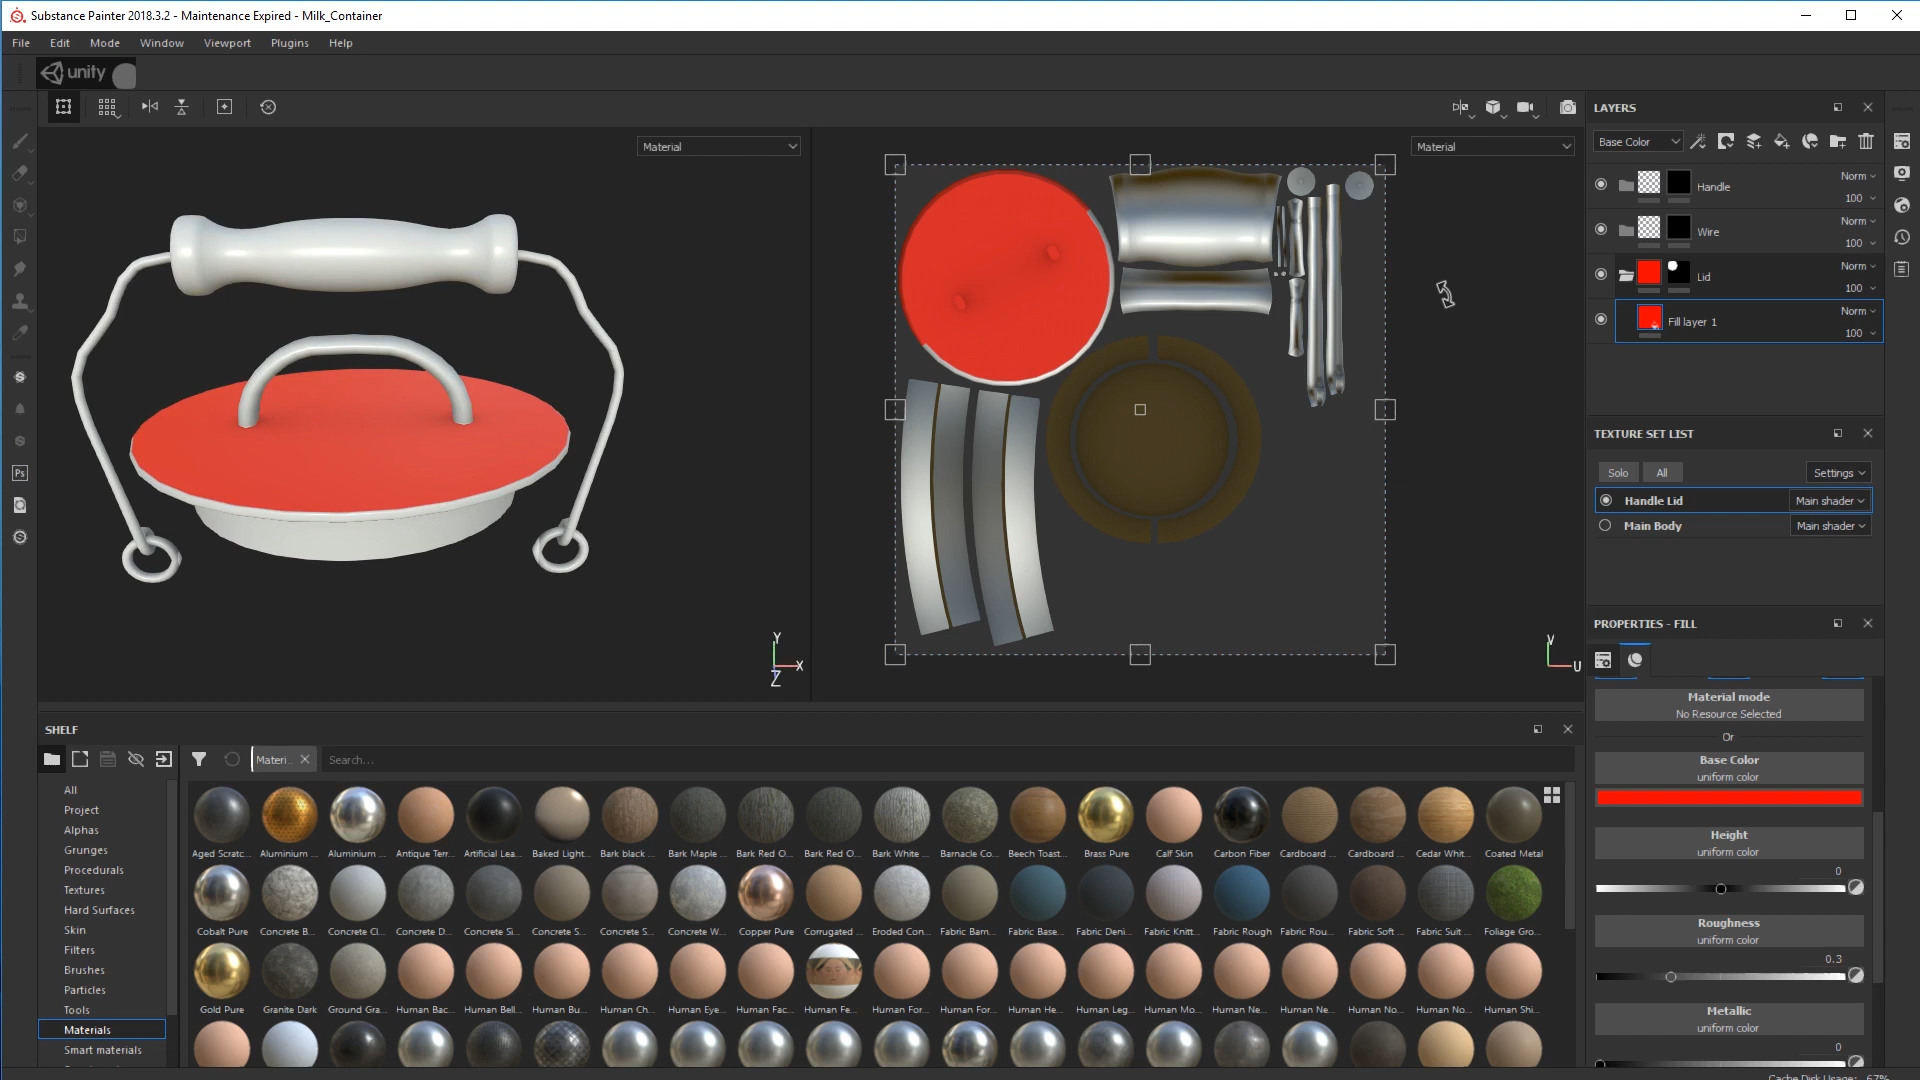 Substance Painter 2018.3.2 - Maintenance Expired - Milk_Container
File Edit Mode Window Viewport Plugins Help
unity
Material
Material
Y
X
Z
V
U
LAYERS
Base Color
Handle Norm 100
Wire Norm 100
Lid Norm 100
Fill layer 1 Norm 100
TEXTURE SET LIST
Solo All Settings
Handle Lid Main shader
Main Body Main shader
PROPERTIES - FILL
Material mode
No Resource Selected
Or
Base Color
uniform color
Height
uniform color
0
Roughness
uniform color
0.3
Metallic
uniform color
0
Cache Disk Usage: 67%
SHELF
Ps
Materi... Search...
All
Project
Alphas
Grunges
Procedurals
Textures
Hard Surfaces
Skin
Filters
Brushes
Particles
Tools
Materials
Smart materials
Aged Scratc... Aluminium ... Aluminium ... Antique Terr... Artificial Lea... Baked Light... Bark black ... Bark Maple ... Bark Red O... Bark Red O... Bark White ... Barnacle Co... Beech Toast... Brass Pure Calf Skin Carbon Fiber Cardboard ... Cardboard ... Cedar Whit... Coated Metal
Cobalt Pure Concrete B... Concrete Cl... Concrete D... Concrete Si... Concrete S... Concrete S... Concrete W... Copper Pure Corrugated ... Eroded Con... Fabric Bam... Fabric Base... Fabric Deni... Fabric Knitt... Fabric Rough Fabric Rou... Fabric Soft ... Fabric Suit ... Foliage Gro...
Gold Pure Granite Dark Ground Gra... Human Bac... Human Bell... Human Bu... Human Ch... Human Eye... Human Fac... Human Fe... Human For... Human For... Human He... Human Leg... Human Mo... Human Ne... Human Ne... Human No... Human No... Human Shi...